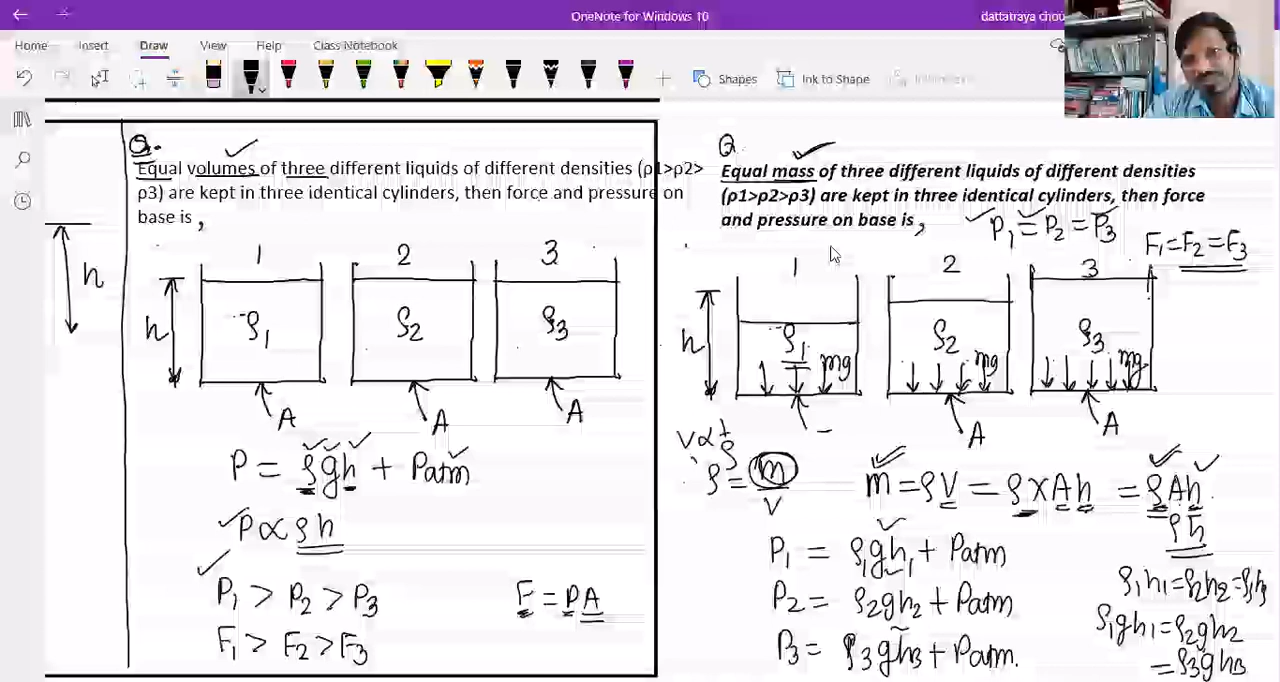 OneNote for Windows 10
dattatraya chou
Home Insert Draw View Help Class Notebook
Shapes Ink to Shape
Q.
Equal volumes of three different liquids of different densities (ρ1>ρ2>
ρ3) are kept in three identical cylinders, then force and pressure on
base is ,
h
1 2 3
h ρ1 ρ2 ρ3
A A A
P = ρgh + Patm
P ∝ ρh
P1 > P2 > P3
F = PA
F1 > F2 > F3
Q.
Equal mass of three different liquids of different densities
(ρ1>ρ2>ρ3) are kept in three identical cylinders, then force
and pressure on base is ,
P1 = P2 = P3
F1 = F2 = F3
1 2 3
h ρ1 mg ρ2 mg ρ3 mg
A A
V ∝ 1/ρ
ρ = m/V
m = ρV = ρ × Ah = ρAh
ρh
P1 = ρ1gh1 + Patm
P2 = ρ2gh2 + Patm
P3 = ρ3gh3 + Patm.
ρ1h1 = ρ2h2 = ρ3h3
ρ1gh1 = ρ2gh2
= ρ3gh3